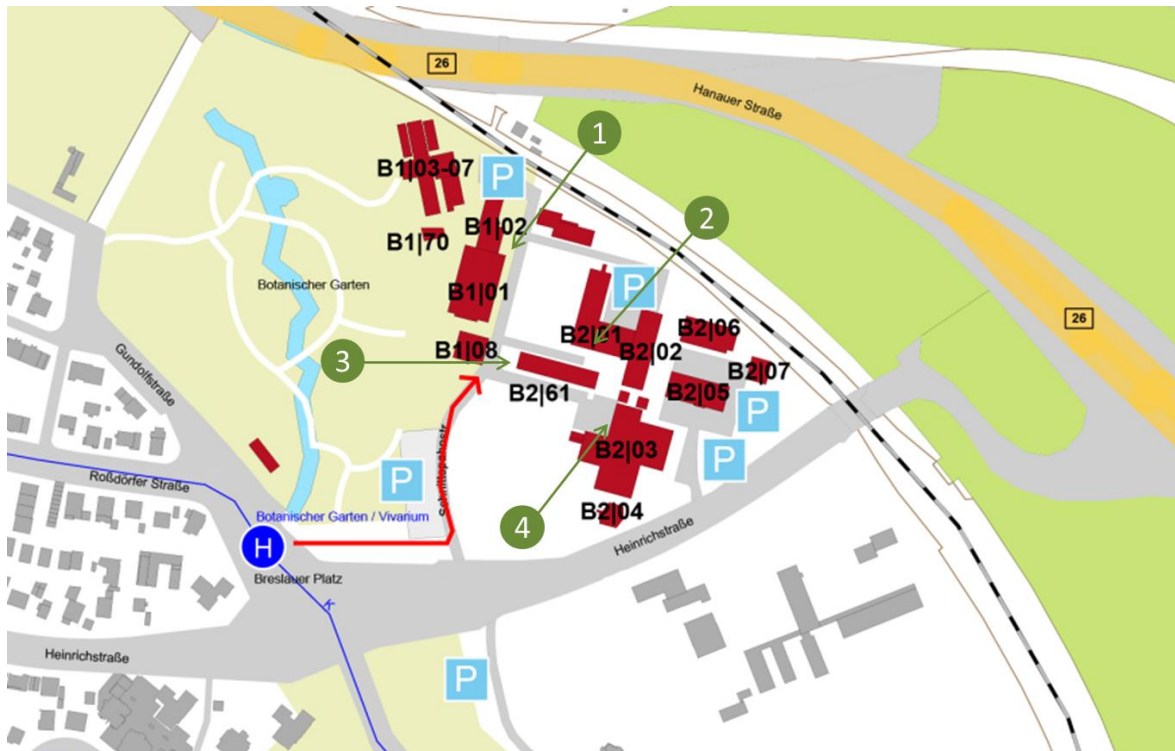 26
Hanauer Straße
1
B1|03-07
P
2
B1|02
B1|70
Botanischer Garten
P
B1|01
26
B2|01
B2|06
3
B1|08
B2|02
B2|07
Gundolfstraße
B2|61
B2|05
P
B2|03
P
Roßdörfer Straße
P
Schnittspahnstr.
B2|04
4
Botanischer Garten / Vivarium
H
Heinrichstraße
Breslauer Platz
K
Heinrichstraße
P